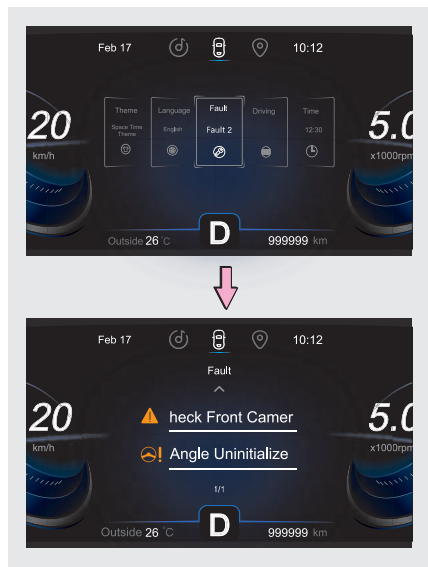 Feb 17 10:12
Theme Language Fault Driving Time
Space Time Theme English Fault 2 12:30
20 5.0
km/h x1000rpm
Outside 26 °C D 999999 km
Feb 17 10:12
Fault
heck Front Camer
20 5.0
km/h Angle Uninitialize x1000rpm
1/1
Outside 26 °C D 999999 km